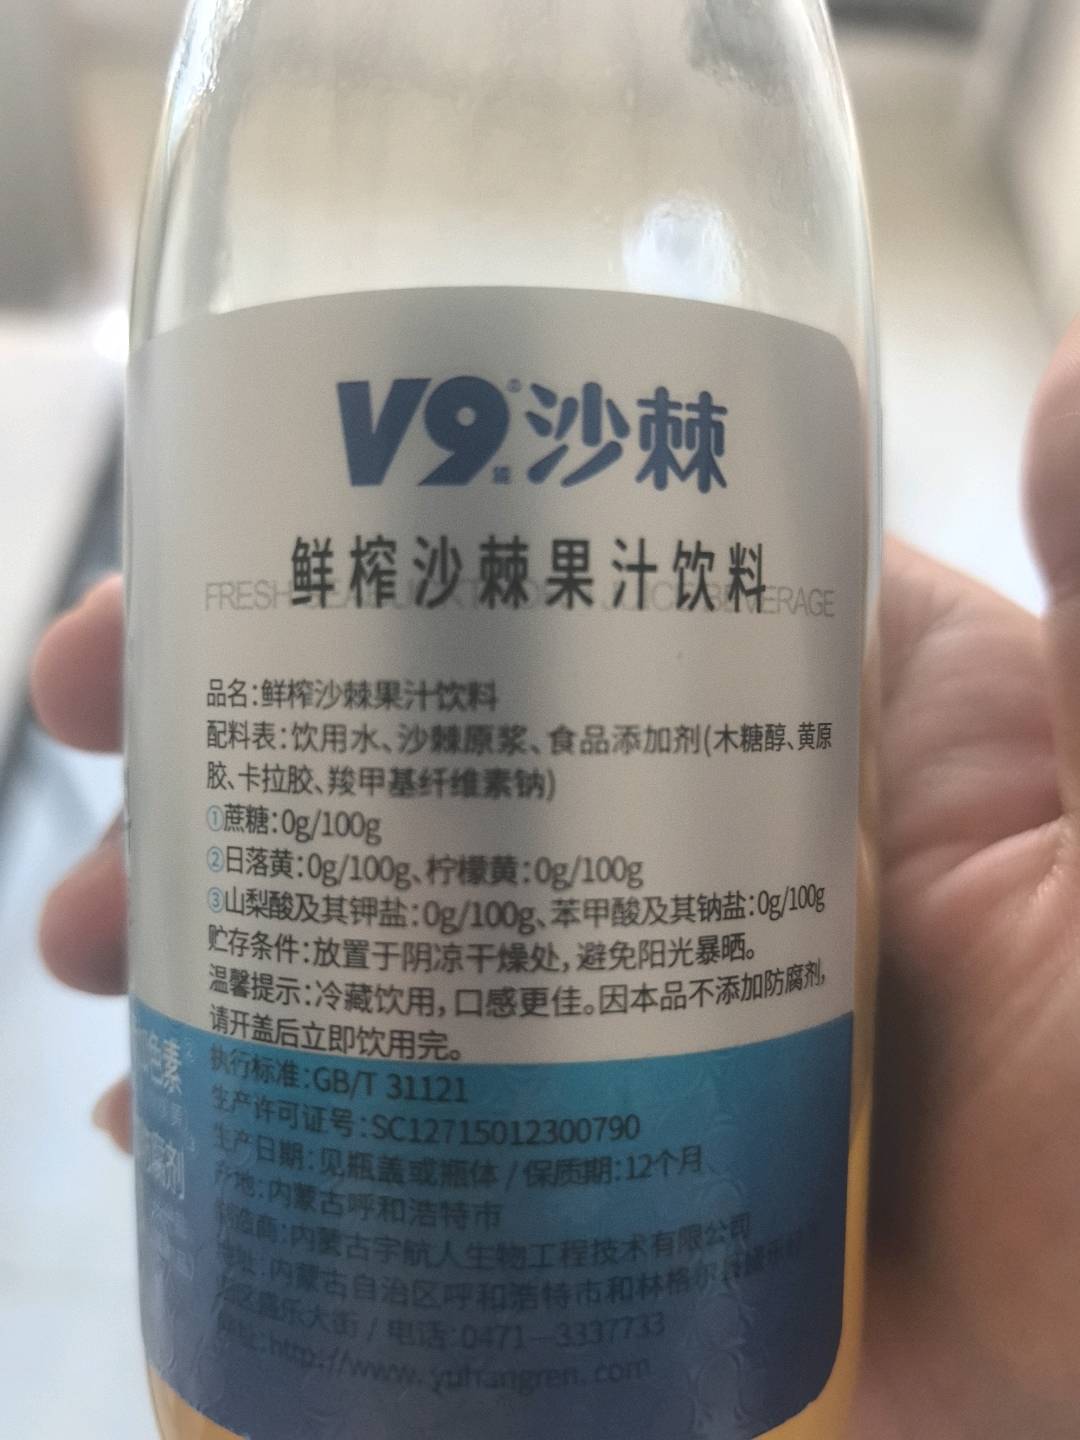 V9®沙棘
鲜榨沙棘果汁饮料
品名:鲜榨沙棘果汁饮料
配料表:饮用水、沙棘原浆、食品添加剂(木糖醇、黄原
胶、卡拉胶、羧甲基纤维素钠)
①蔗糖:0g/100g
②日落黄:0g/100g、柠檬黄:0g/100g
③山梨酸及其钾盐:0g/100g、苯甲酸及其钠盐:0g/100g
贮存条件:放置于阴凉干燥处,避免阳光暴晒。
温馨提示:冷藏饮用,口感更佳。因本品不添加防腐剂,
请开盖后立即饮用完。
执行标准:GB/T 31121
生产许可证号:SC12715012300790
生产日期:见瓶盖或瓶体 / 保质期:12个月
产地:内蒙古呼和浩特市
制造商:内蒙古宇航人生物工程技术有限公司
地址:内蒙古自治区呼和浩特市和林格尔县盛乐
盛乐大街 / 电话:0471—3337733
http://www.yuhangren.com